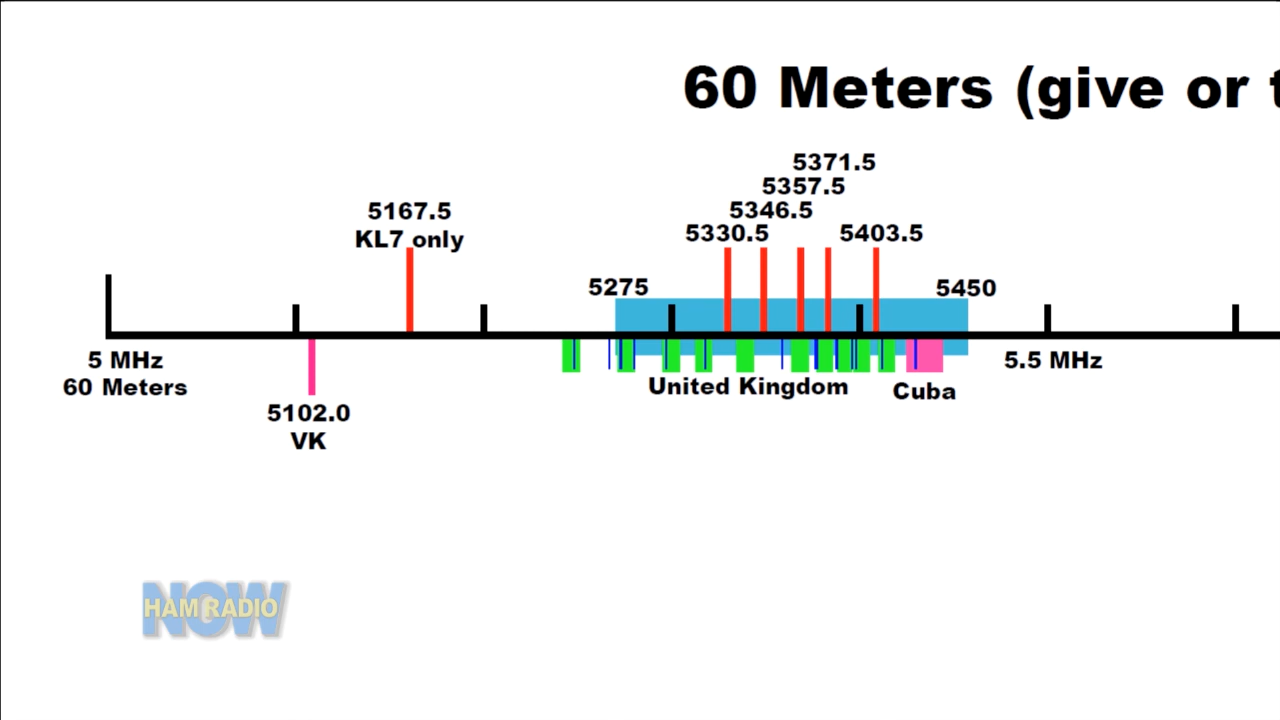 60 Meters (give or t
5371.5
5357.5
5346.5
5330.5
5403.5
5167.5
KL7 only
5275
5450
5 MHz
60 Meters
5102.0
VK
United Kingdom
Cuba
5.5 MHz
NOW
HAM RADIO